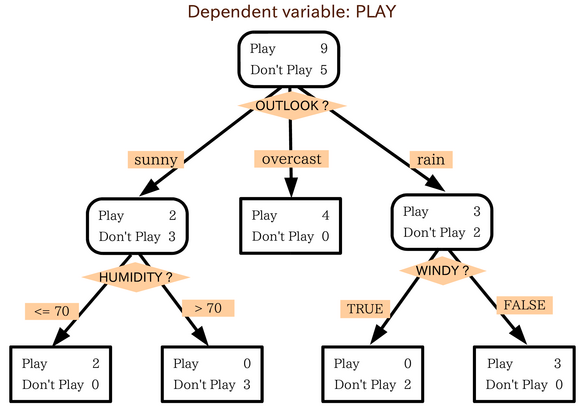 Dependent variable: PLAY
Play 9
Don't Play 5
OUTLOOK ?
sunny
overcast
rain
Play 2
Don't Play 3
Play 4
Don't Play 0
Play 3
Don't Play 2
HUMIDITY ?
WINDY ?
<= 70
> 70
TRUE
FALSE
Play 2
Don't Play 0
Play 0
Don't Play 3
Play 0
Don't Play 2
Play 3
Don't Play 0